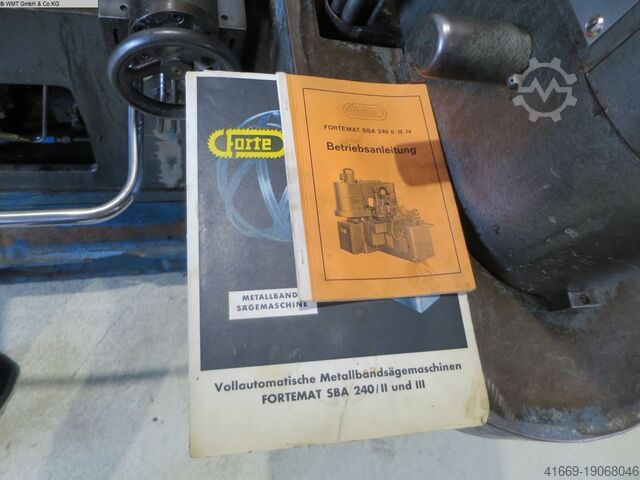 © WMT GmbH & Co.KG
Forte
FORTEMAT SBA 240 II-III-IV
Betriebsanleitung
METALLBAND-
SÄGEMASCHINE
Vollautomatische Metallbandsägemaschinen
FORTEMAT SBA 240/II und III
41669-19068046